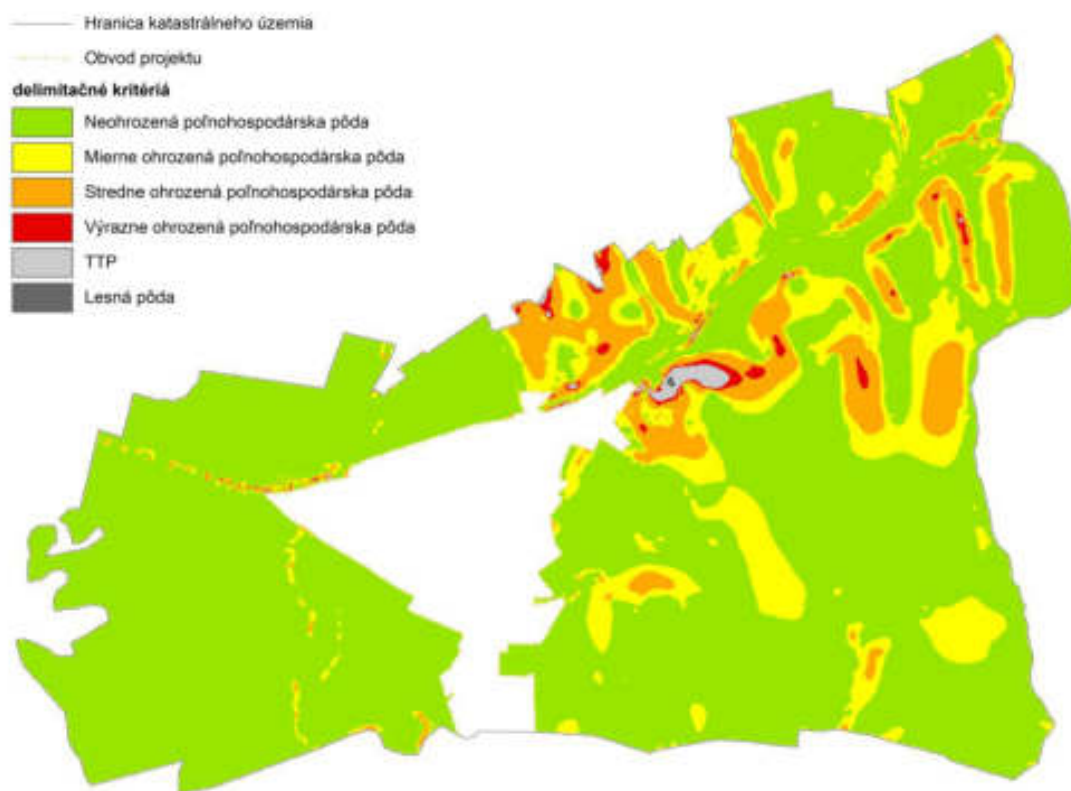 Hranica katastrálneho územia
Obvod projektu
delimitačné kritériá
Neohrozená poľnohospodárska pôda
Mierne ohrozená poľnohospodárska pôda
Stredne ohrozená poľnohospodárska pôda
Výrazne ohrozená poľnohospodárska pôda
TTP
Lesná pôda